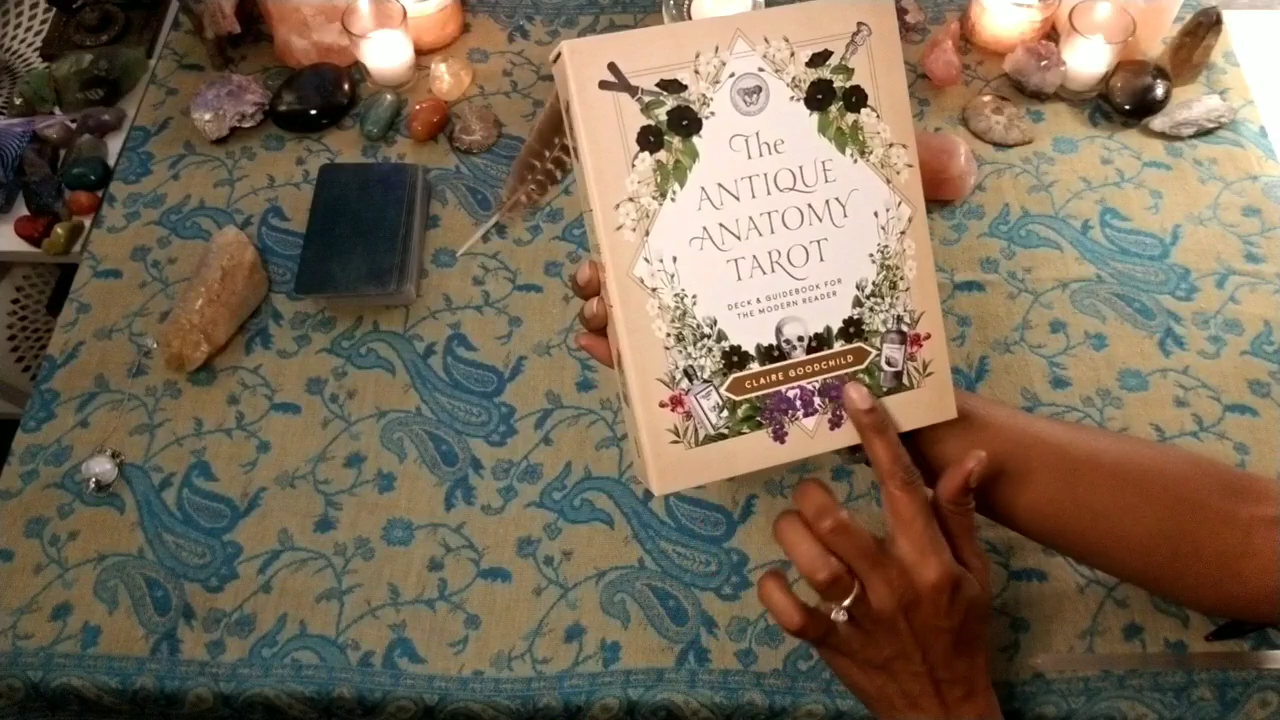 The
ANTIQUE
ANATOMY
TAROT
DECK & GUIDEBOOK FOR
THE MODERN READER
CLAIRE GOODCHILD